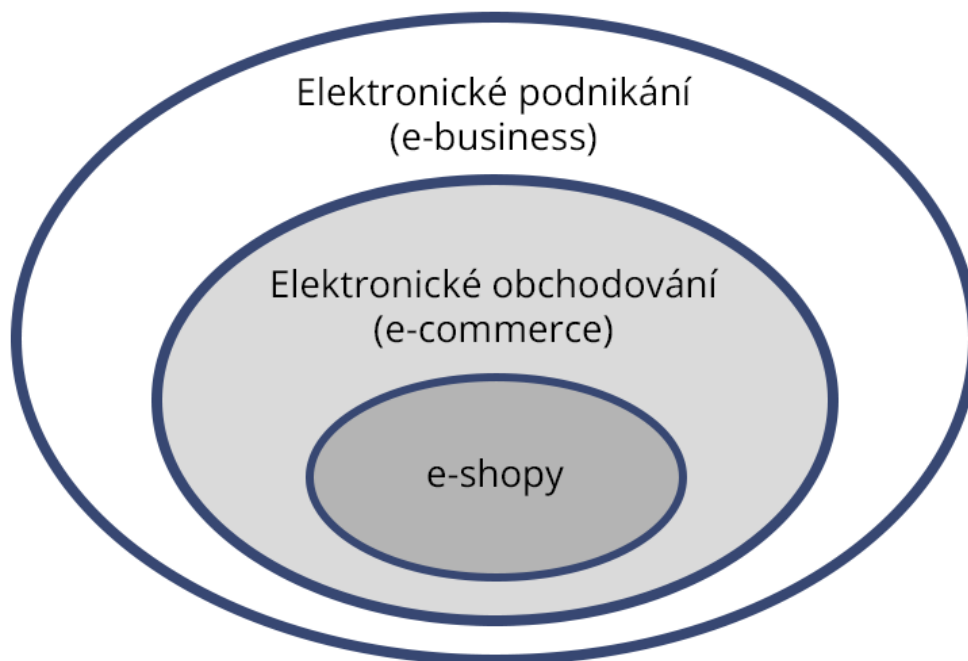 Elektronické podnikání
(e-business)
Elektronické obchodování
(e-commerce)
e-shopy